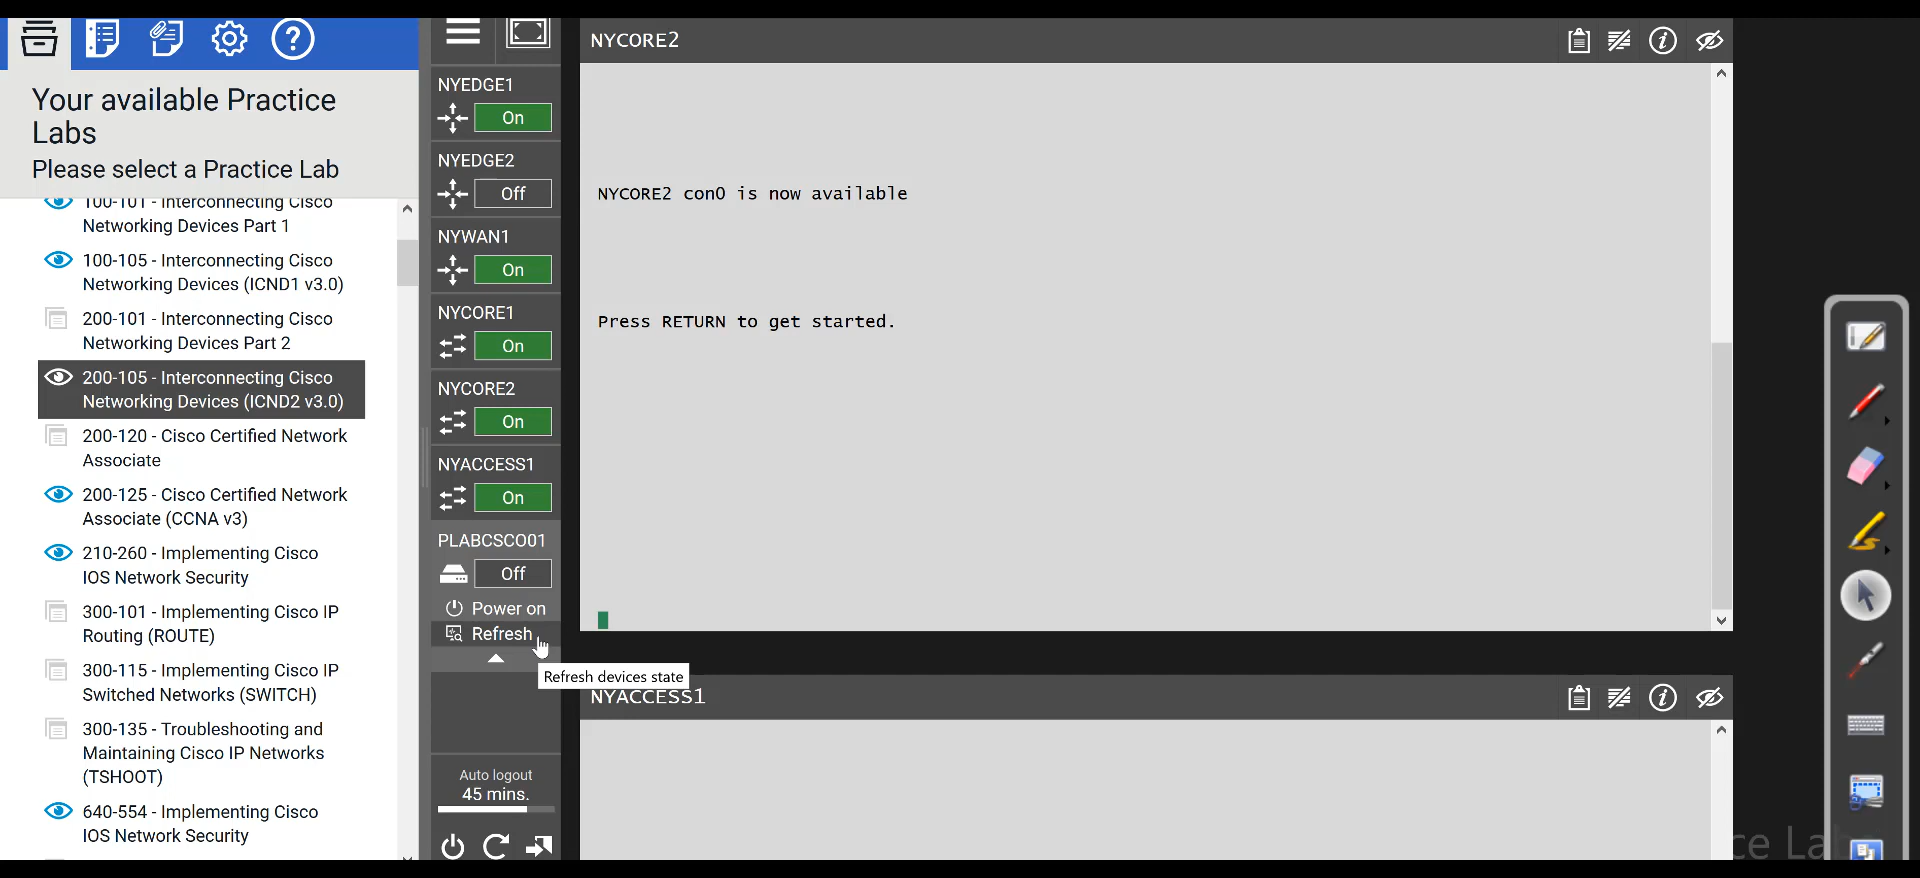 Your available Practice
Labs
Please select a Practice Lab
100-101 - Interconnecting Cisco
Networking Devices Part 1
100-105 - Interconnecting Cisco
Networking Devices (ICND1 v3.0)
200-101 - Interconnecting Cisco
Networking Devices Part 2
200-105 - Interconnecting Cisco
Networking Devices (ICND2 v3.0)
200-120 - Cisco Certified Network
Associate
200-125 - Cisco Certified Network
Associate (CCNA v3)
210-260 - Implementing Cisco
IOS Network Security
300-101 - Implementing Cisco IP
Routing (ROUTE)
300-115 - Implementing Cisco IP
Switched Networks (SWITCH)
300-135 - Troubleshooting and
Maintaining Cisco IP Networks
(TSHOOT)
640-554 - Implementing Cisco
IOS Network Security
NYEDGE1
On
NYEDGE2
Off
NYWAN1
On
NYCORE1
On
NYCORE2
On
NYACCESS1
On
PLABCSCO01
Off
Power on
Refresh
Refresh devices state
Auto logout
45 mins.
NYCORE2
NYCORE2 con0 is now available
Press RETURN to get started.
NYACCESS1